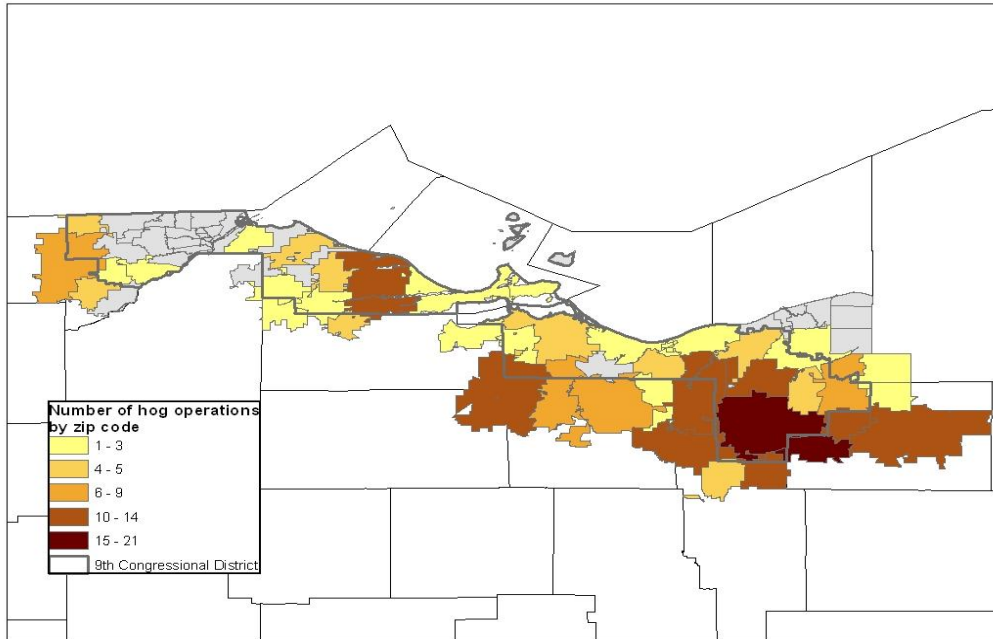 Number of hog operations
by zip code
1 - 3
4 - 5
6 - 9
10 - 14
15 - 21
9th Congressional District